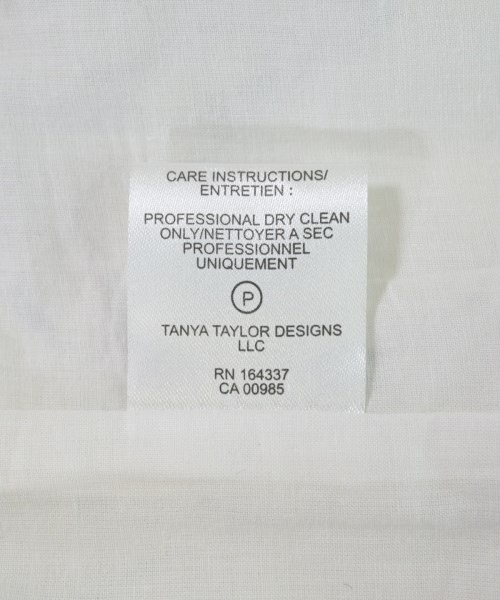 CARE INSTRUCTIONS/
ENTRETIEN :
PROFESSIONAL DRY CLEAN
ONLY/NETTOYER A SEC
PROFESSIONNEL
UNIQUEMENT
P
TANYA TAYLOR DESIGNS
LLC
RN 164337
CA 00985